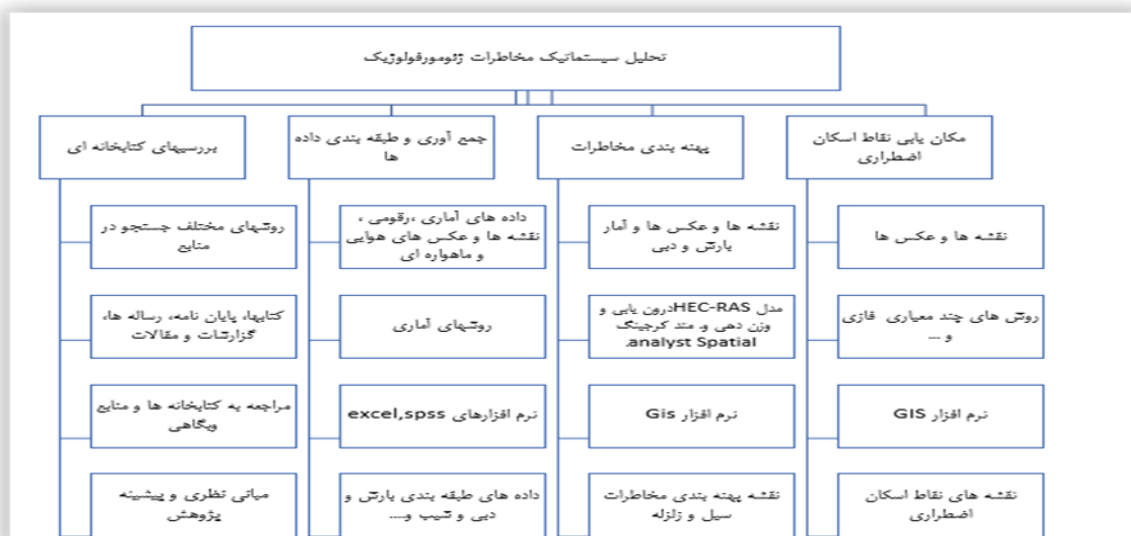 تحلیل سیستماتیک مخاطرات ژئومورفولوژیک
مکان یابی نقاط اسکان
اضطراری
نقشه ها و عکس ها
روش های چند معیاری فازی
و ...
نرم افزار GIS
نقشه های نقاط اسکان
اضطراری
پهنه بندی مخاطرات
نقشه ها و عکس ها و آمار
بارش و دبی
مدل HEC-RASدرون یابی و
وزن دهی و. مند کرجینگ
analyst Spatial.
نرم افزار Gis
نقشه پهنه بندی مخاطرات
سیل و زلزله
جمع آوری و طبقه بندی داده
ها
داده های آماری ،رقومی ،
نقشه ها و عکس های هوایی
و ماهواره ای
روشهای آماری
نرم افزارهای excel,spss
داده های طبقه بندی بارش و
دبی و شیب و....
بررسیهای کتابخانه ای
روشهای مختلف جستجو در
منابع
کتابها، پایان نامه، رساله ها،
گزارشات و مقالات
مراجعه به کتابخانه ها و منابع
وبگاهی
مبانی نظری و پیشینه
پژوهش